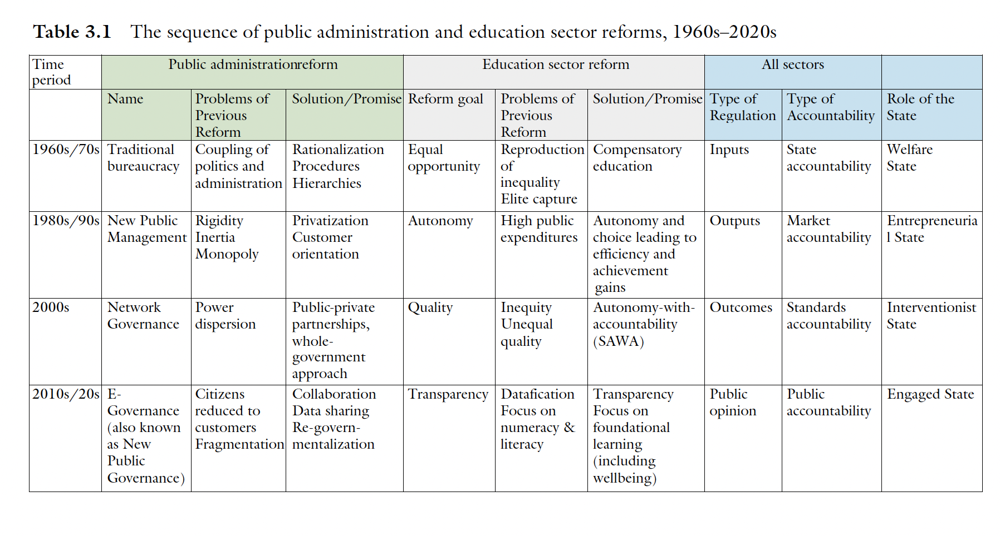 Table 3.1 The sequence of public administration and education sector reforms, 1960s–2020s
Time
period
Public administrationreform
Education sector reform
All sectors
Name
Problems of
Previous
Reform
Solution/Promise
Reform goal
Problems of
Previous
Reform
Solution/Promise
Type of
Regulation
Type of
Accountability
Role of the
State
1960s/70s
Traditional
bureaucracy
Coupling of
politics and
administration
Rationalization
Procedures
Hierarchies
Equal
opportunity
Reproduction
of
inequality
Elite capture
Compensatory
education
Inputs
State
accountability
Welfare
State
1980s/90s
New Public
Management
Rigidity
Inertia
Monopoly
Privatization
Customer
orientation
Autonomy
High public
expenditures
Autonomy and
choice leading to
efficiency and
achievement
gains
Outputs
Market
accountability
Entrepreneuria
l State
2000s
Network
Governance
Power
dispersion
Public-private
partnerships,
whole-
government
approach
Quality
Inequity
Unequal
quality
Autonomy-with-
accountability
(SAWA)
Outcomes
Standards
accountability
Interventionist
State
2010s/20s
E-
Governance
(also known
as New
Public
Governance)
Citizens
reduced to
customers
Fragmentation
Collaboration
Data sharing
Re-govern-
mentalization
Transparency
Datafication
Focus on
numeracy &
literacy
Transparency
Focus on
foundational
learning
(including
wellbeing)
Public
opinion
Public
accountability
Engaged State